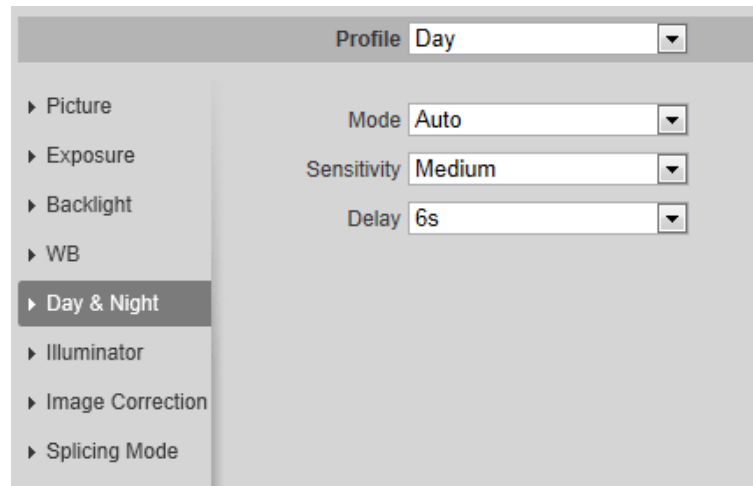 Profile Day
Picture
Mode Auto
Exposure
Sensitivity Medium
Backlight
Delay 6s
WB
Day & Night
Illuminator
Image Correction
Splicing Mode